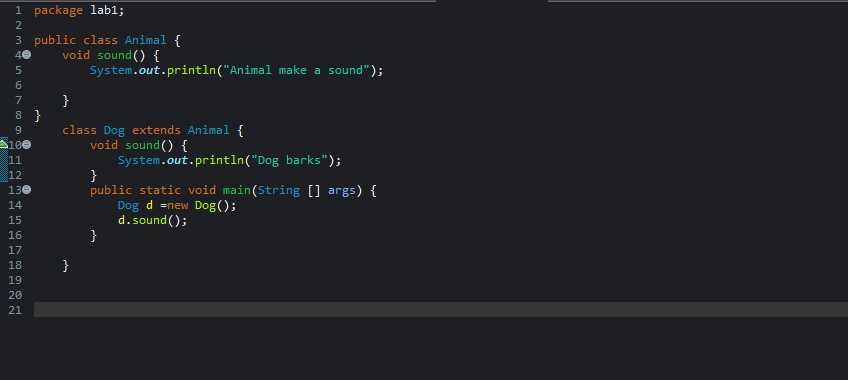 1 package lab1;
2
3 public class Animal {
4     void sound() {
5         System.out.println("Animal make a sound");
6
7     }
8 }
9     class Dog extends Animal {
10         void sound() {
11             System.out.println("Dog barks");
12         }
13         public static void main(String [] args) {
14             Dog d =new Dog();
15             d.sound();
16         }
17
18     }
19
20
21